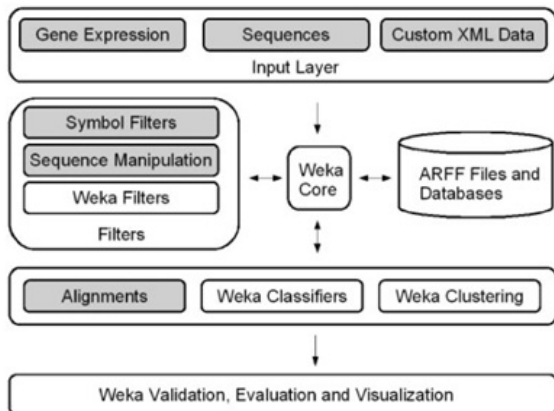 Gene Expression Sequences Custom XML Data
Input Layer
Symbol Filters
Sequence Manipulation
Weka Filters
Filters
Weka
Core
ARFF Files and
Databases
Alignments Weka Classifiers Weka Clustering
Weka Validation, Evaluation and Visualization